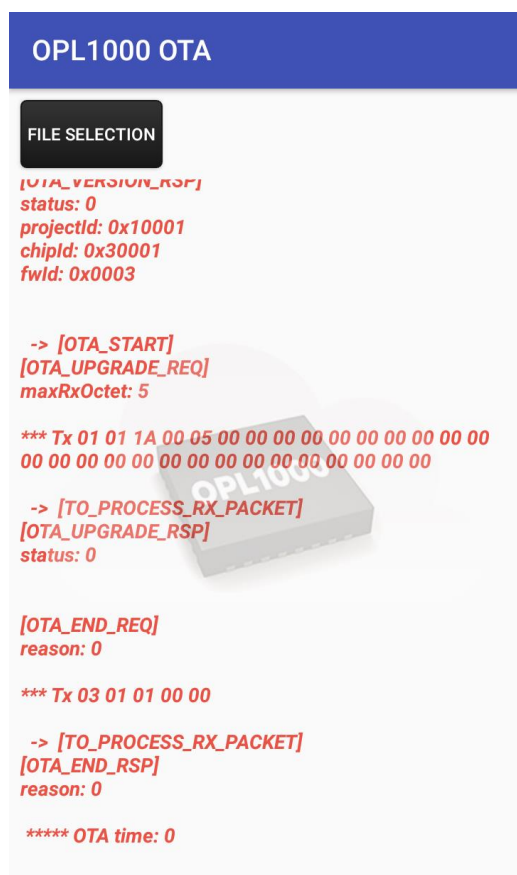 OPL1000 OTA
FILE SELECTION
[OTA_VERSION_RSP]
status: 0
projectId: 0x10001
chipId: 0x30001
fwId: 0x0003
-> [OTA_START]
[OTA_UPGRADE_REQ]
maxRxOctet: 5
*** Tx 01 01 1A 00 05 00 00 00 00 00 00 00 00 00 00
00 00 00 00 00 00 00 00 00 00 00 00 00 00 00
-> [TO_PROCESS_RX_PACKET]
OPL1000
[OTA_UPGRADE_RSP]
status: 0
[OTA_END_REQ]
reason: 0
*** Tx 03 01 01 00 00
-> [TO_PROCESS_RX_PACKET]
[OTA_END_RSP]
reason: 0
***** OTA time: 0